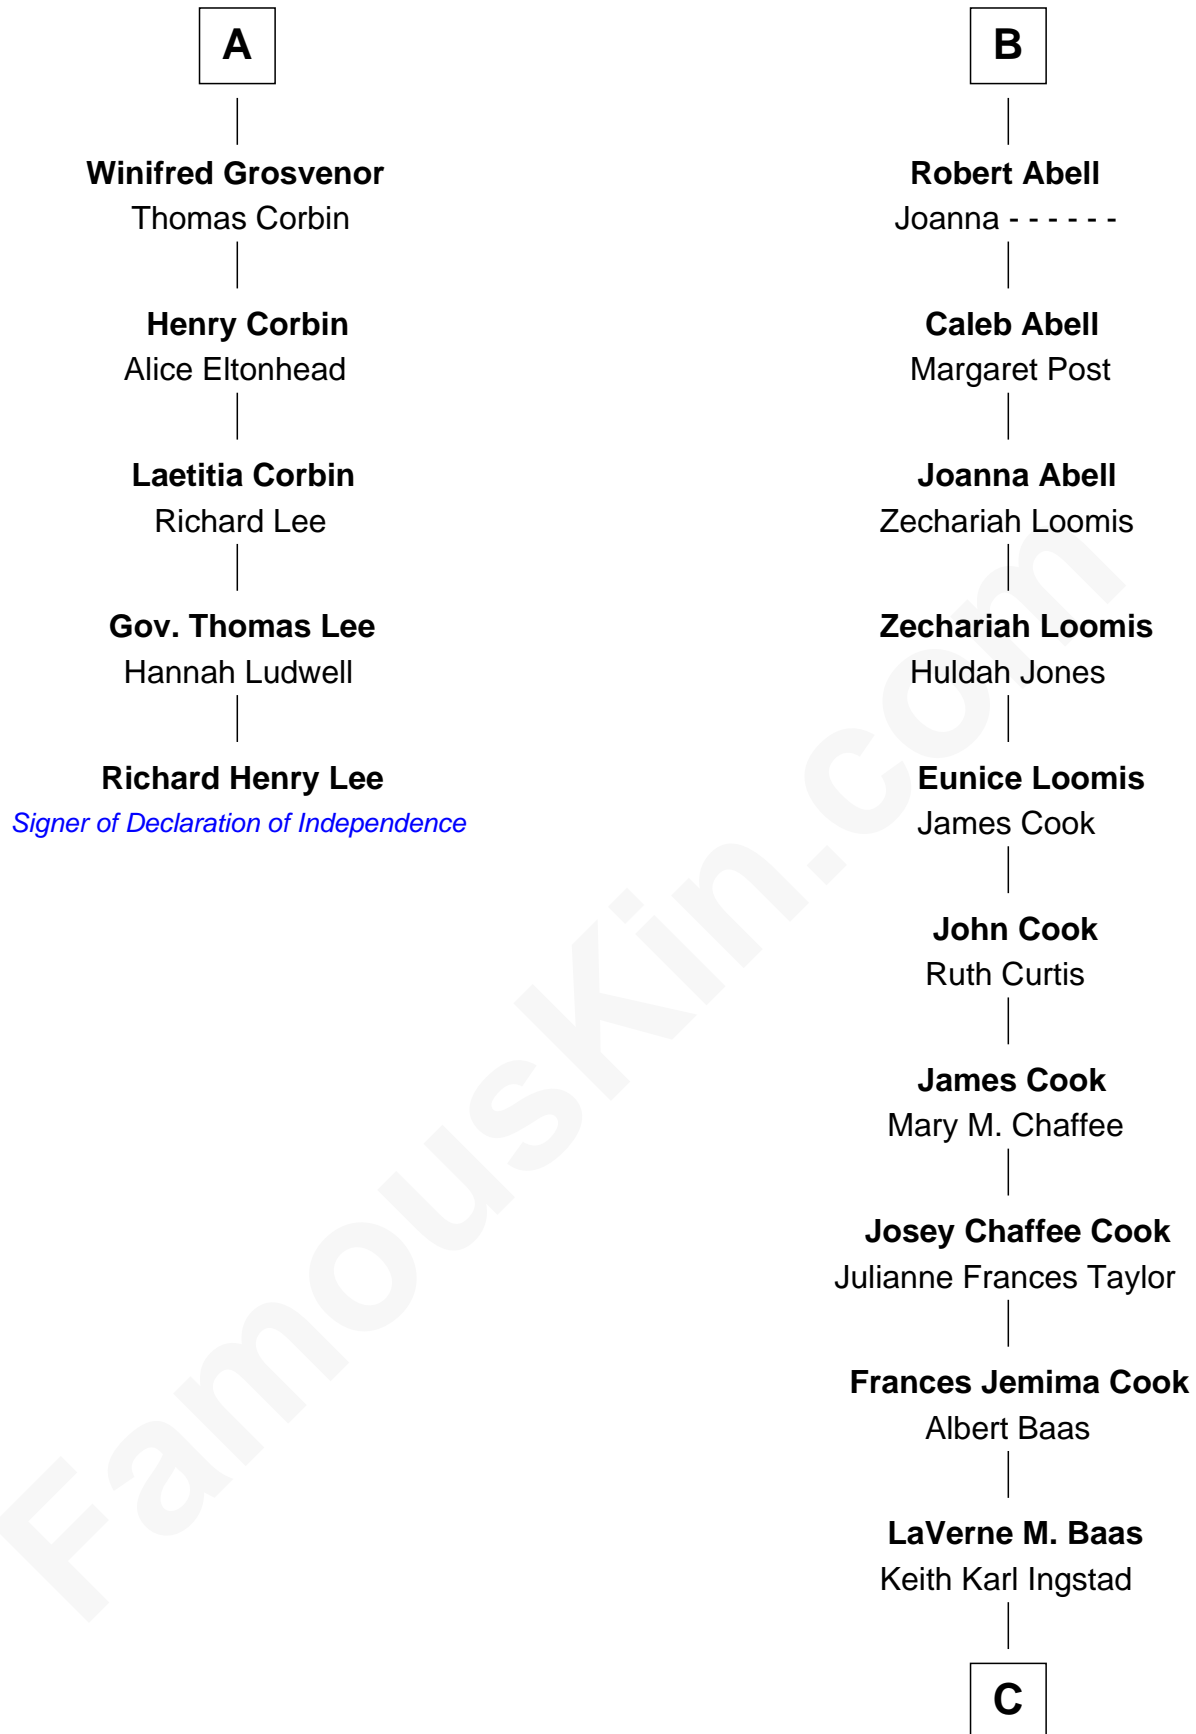 A
Winifred Grosvenor
Thomas Corbin
Henry Corbin
Alice Eltonhead
Laetitia Corbin
Richard Lee
Gov. Thomas Lee
Hannah Ludwell
Richard Henry Lee
Signer of Declaration of Independence
B
Robert Abell
Joanna - - - - - -
Caleb Abell
Margaret Post
Joanna Abell
Zechariah Loomis
Zechariah Loomis
Huldah Jones
Eunice Loomis
James Cook
John Cook
Ruth Curtis
James Cook
Mary M. Chaffee
Josey Chaffee Cook
Julianne Frances Taylor
Frances Jemima Cook
Albert Baas
LaVerne M. Baas
Keith Karl Ingstad
C
FamousKin.com